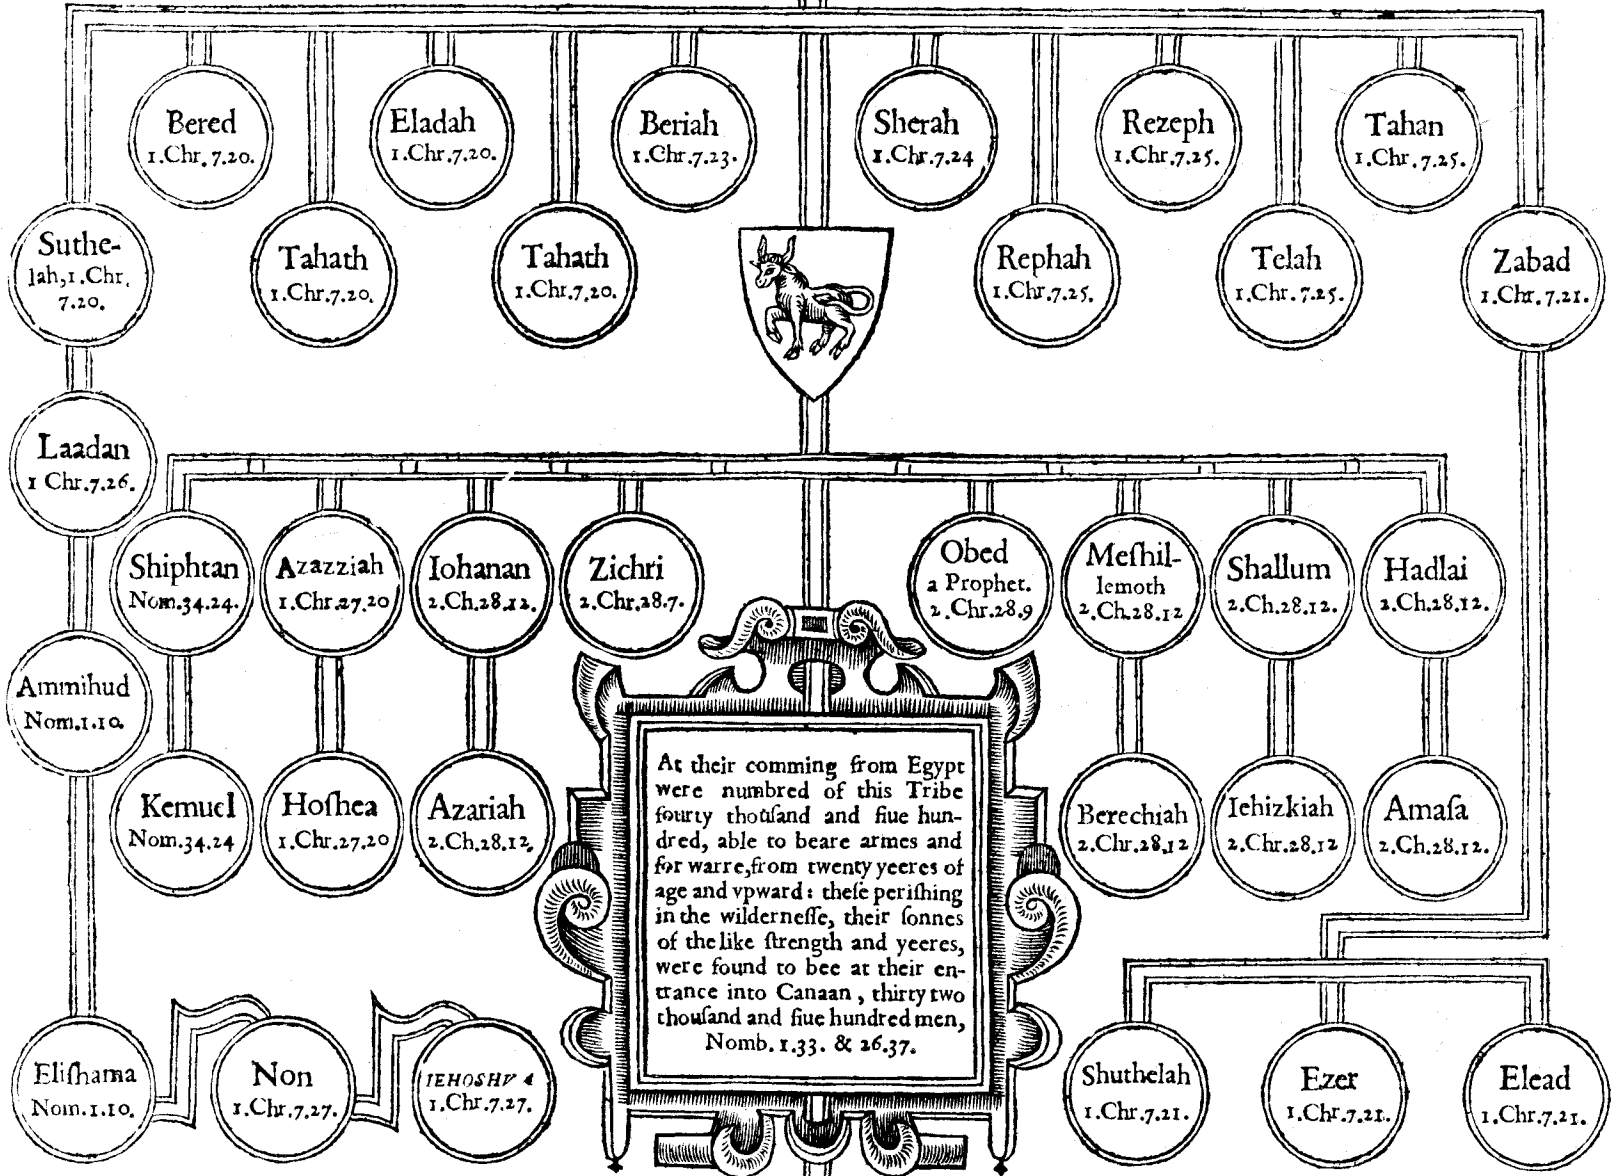 Bered
1.Chr.7.20.
Eladah
1.Chr.7.20.
Beriah
1.Chr.7.23.
Sherah
1.Chr.7.24
Rezeph
1.Chr.7.25.
Tahan
1.Chr.7.25.
Suthe-
lah,1.Chr.
7.20.
Tahath
1.Chr.7.20.
Tahath
1.Chr.7.20.
Rephah
1.Chr.7.25.
Telah
1.Chr.7.25.
Zabad
1.Chr.7.21.
Laadan
1 Chr.7.26.
Shiphtan
Nom.34.24.
Azazziah
1.Chr.27.20
Iohanan
2.Ch.28.12.
Zichri
2.Chr.28.7.
Obed
a Prophet.
2.Chr.28.9
Meſhil-
lemoth
2.Ch.28.12
Shallum
2.Ch.28.12.
Hadlai
2.Ch.28.12.
Ammihud
Nom.1.10.
Kemuel
Nom.34.24
Hoſhea
1.Chr.27.20
Azariah
2.Ch.28.12.
Berechiah
2.Chr.28.12
Iehizkiah
2.Chr.28.12
Amaſa
2.Ch.28.12.
At their comming from Egypt
were numbred of this Tribe
fourty thouſand and fiue hun-
dred, able to beare armes and
for warre,from twenty yeeres of
age and vpward: theſe periſhing
in the wilderneſſe, their ſonnes
of the like ſtrength and yeeres,
were found to bee at their en-
trance into Canaan, thirty two
thouſand and fiue hundred men,
Nomb. 1.33. & 26.37.
Eliſhama
Nom.1.10.
Non
1.Chr.7.27.
IEHOSHVA
1.Chr.7.27.
Shuthelah
1.Chr.7.21.
Ezer
1.Chr.7.21.
Elead
1.Chr.7.21.